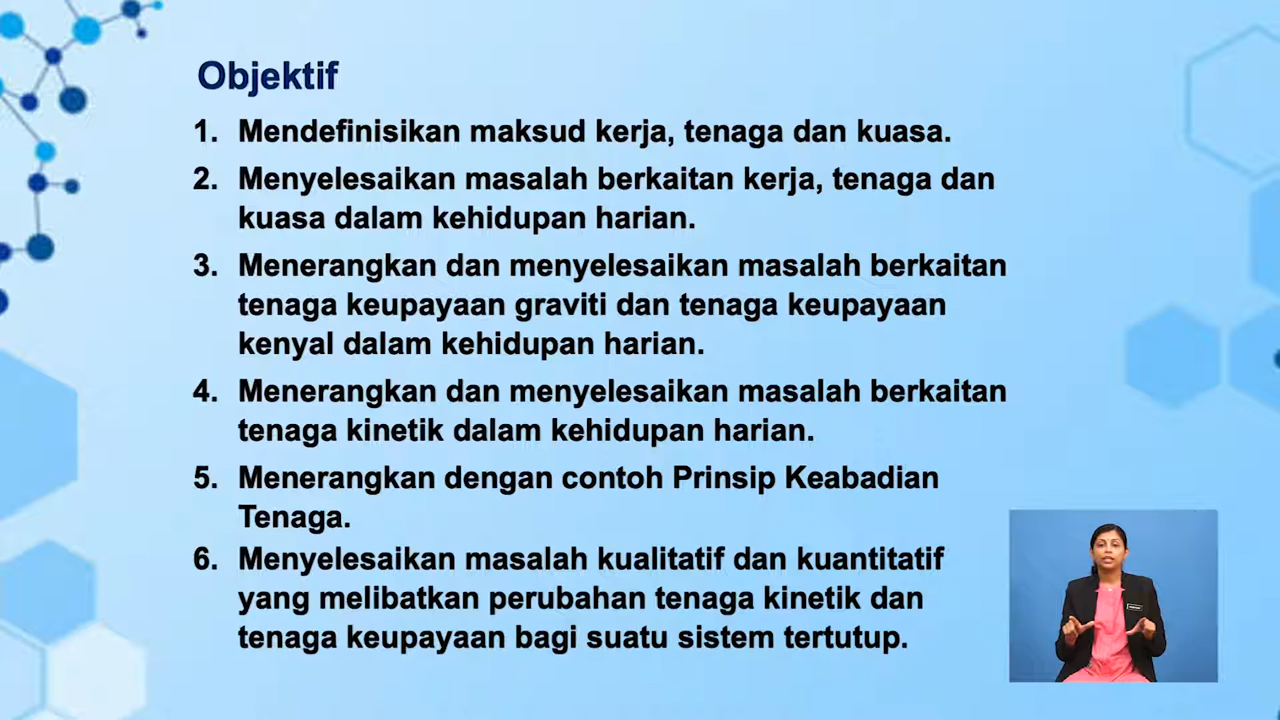 Objektif
1. Mendefinisikan maksud kerja, tenaga dan kuasa.
2. Menyelesaikan masalah berkaitan kerja, tenaga dan
kuasa dalam kehidupan harian.
3. Menerangkan dan menyelesaikan masalah berkaitan
tenaga keupayaan graviti dan tenaga keupayaan
kenyal dalam kehidupan harian.
4. Menerangkan dan menyelesaikan masalah berkaitan
tenaga kinetik dalam kehidupan harian.
5. Menerangkan dengan contoh Prinsip Keabadian
Tenaga.
6. Menyelesaikan masalah kualitatif dan kuantitatif
yang melibatkan perubahan tenaga kinetik dan
tenaga keupayaan bagi suatu sistem tertutup.